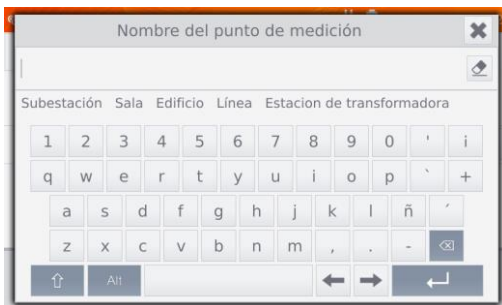 Nombre del punto de medición
Subestación Sala Edificio Línea Estacion de transformadora
1 2 3 4 5 6 7 8 9 0 ' i
q w e r t y u i o p ` +
a s d f g h j k l ñ ´
z x c v b n m , . -
Alt